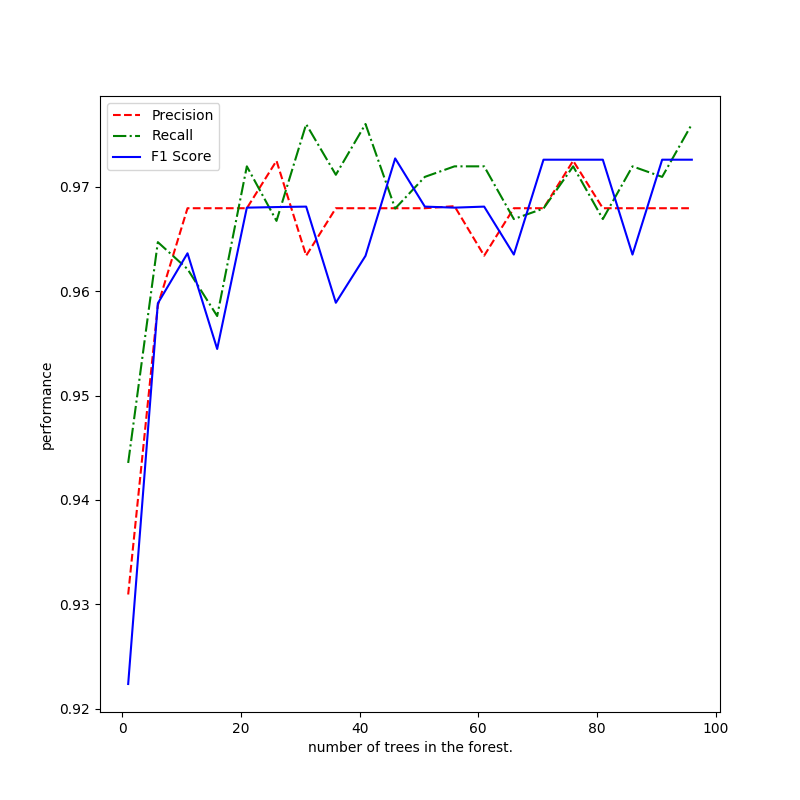 Precision
Recall
F1 Score
0.97
0.96
0.95
0.94
0.93
0.92
performance
0 20 40 60 80 100
number of trees in the forest.